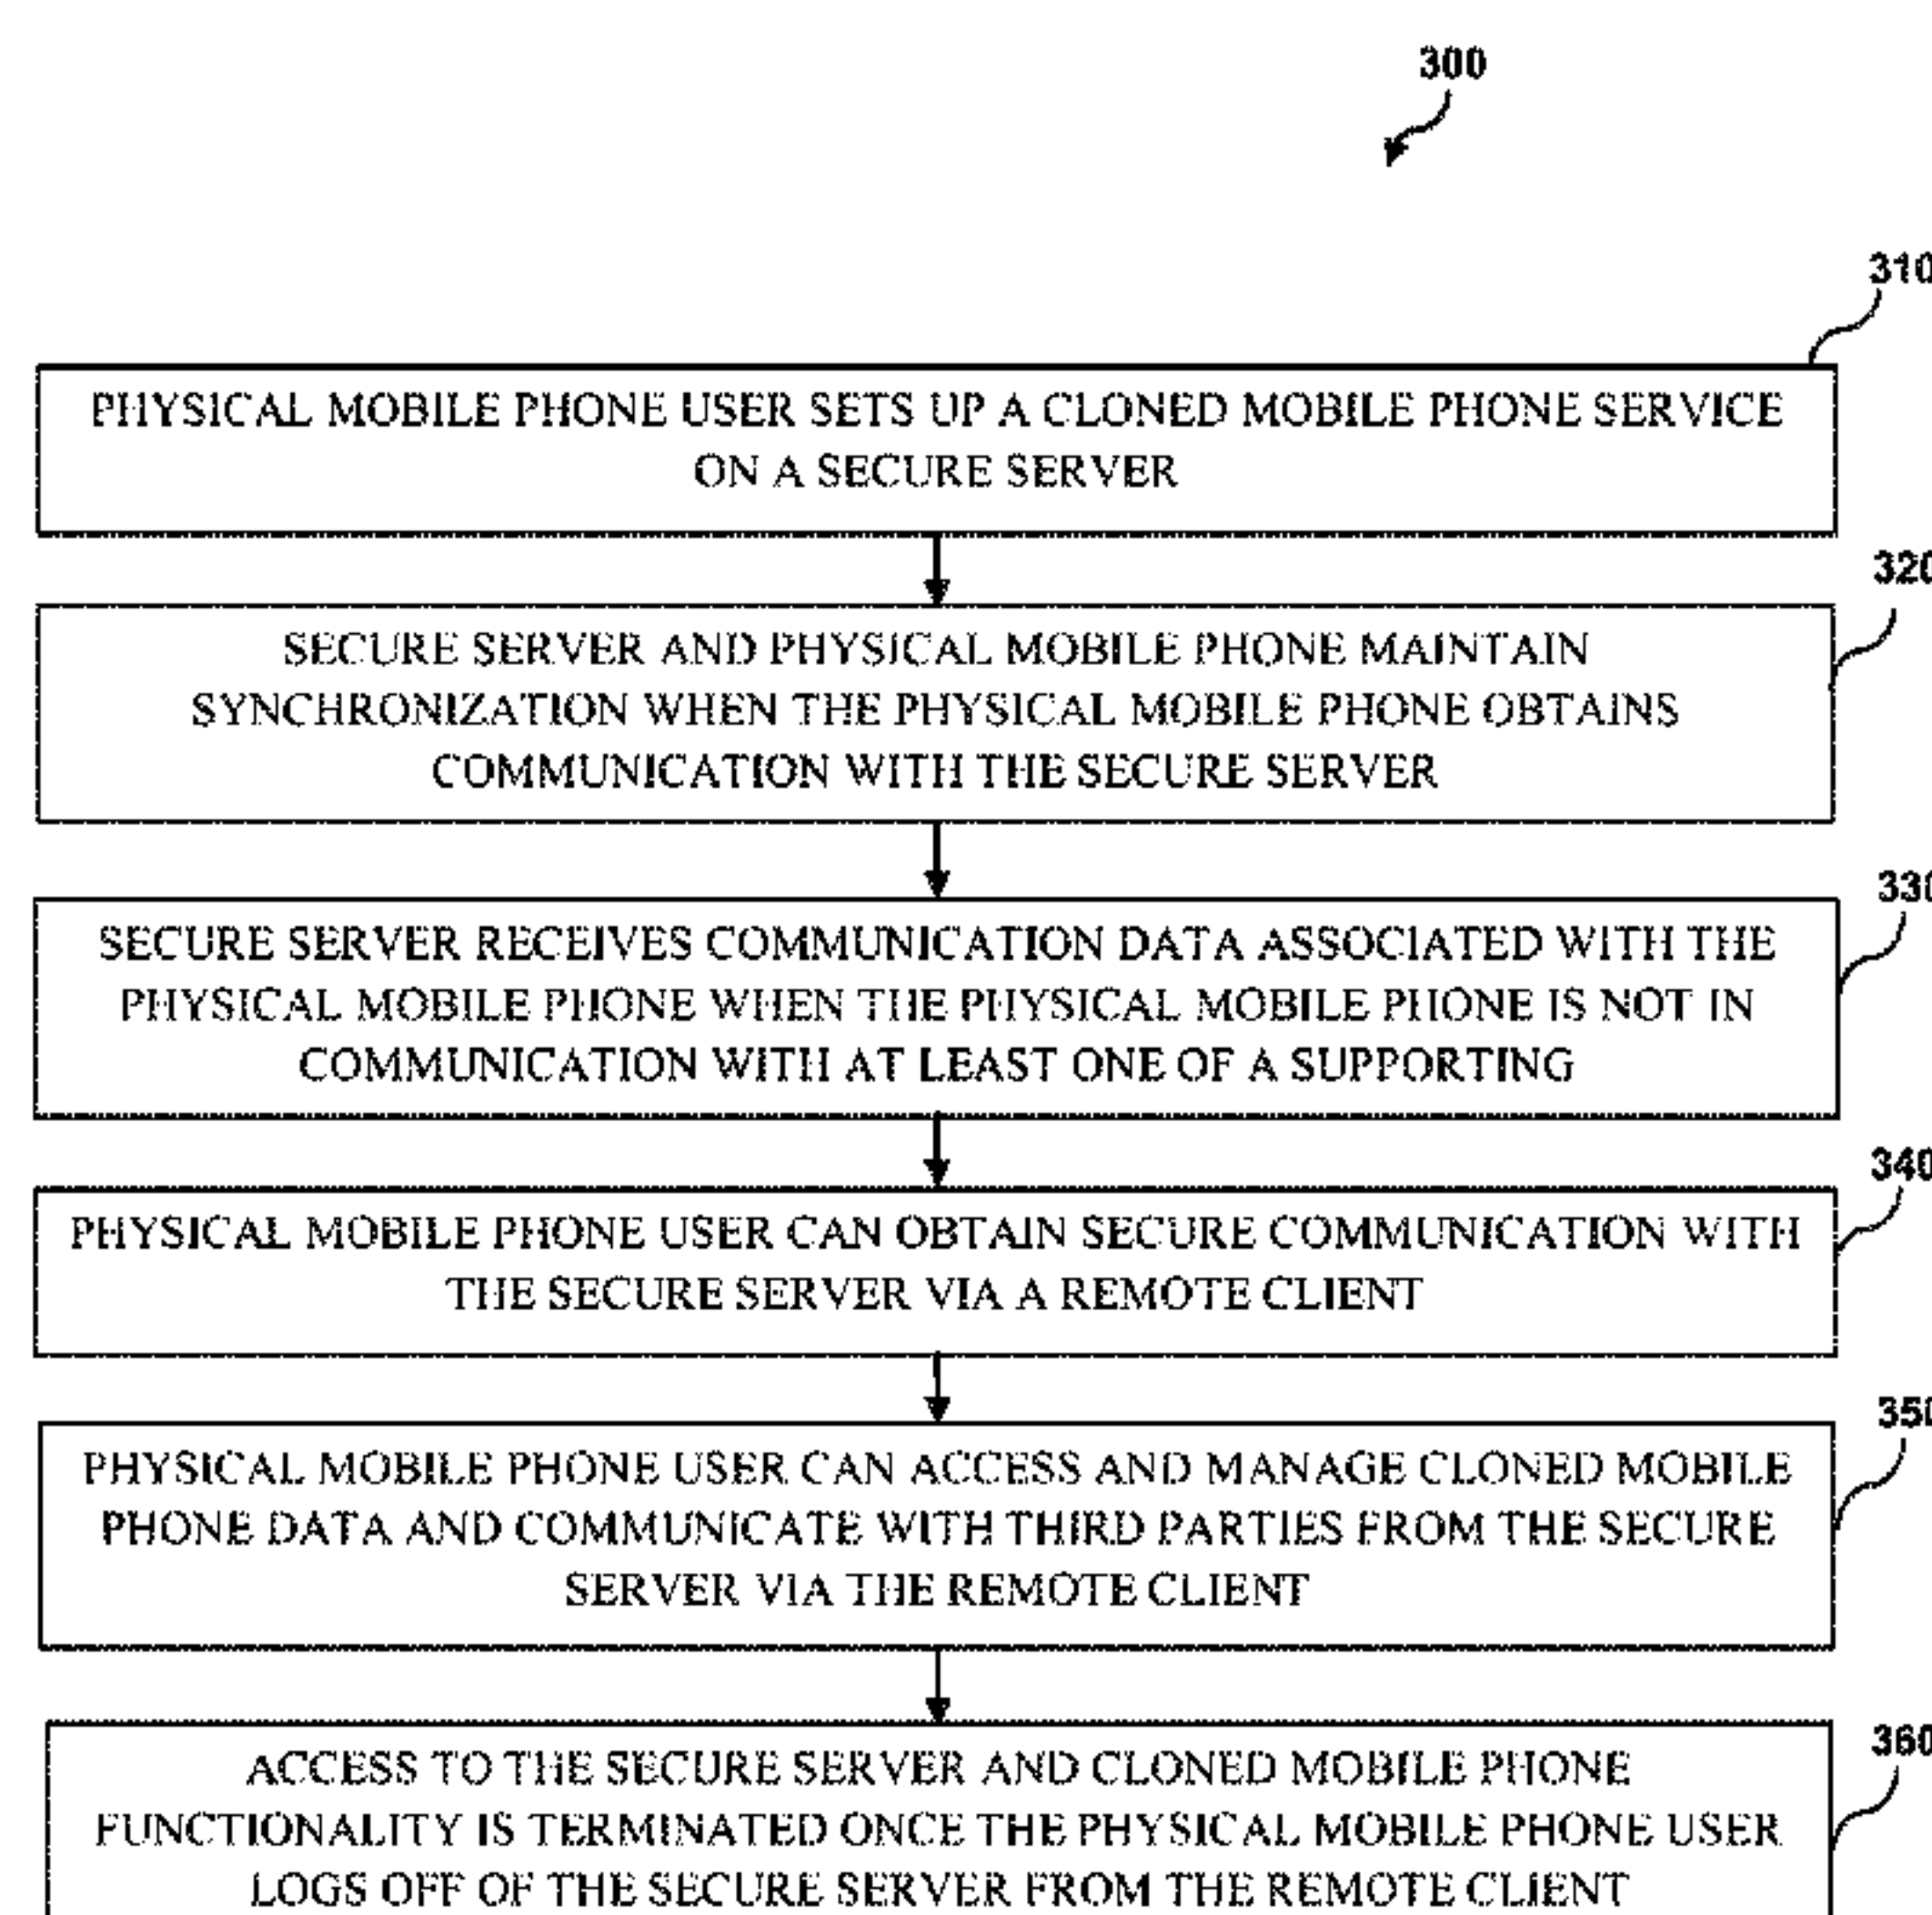 300
310
PHYSICAL MOBILE PHONE USER SETS UP A CLONED MOBILE PHONE SERVICE
ON A SECURE SERVER
320
SECURE SERVER AND PHYSICAL MOBILE PHONE MAINTAIN
SYNCHRONIZATION WHEN THE PHYSICAL MOBILE PHONE OBTAINS
COMMUNICATION WITH THE SECURE SERVER
330
SECURE SERVER RECEIVES COMMUNICATION DATA ASSOCIATED WITH THE
PHYSICAL MOBILE PHONE WHEN THE PHYSICAL MOBILE PHONE IS NOT IN
COMMUNICATION WITH AT LEAST ONE OF A SUPPORTING
340
PHYSICAL MOBILE PHONE USER CAN OBTAIN SECURE COMMUNICATION WITH
THE SECURE SERVER VIA A REMOTE CLIENT
350
PHYSICAL MOBILE PHONE USER CAN ACCESS AND MANAGE CLONED MOBILE
PHONE DATA AND COMMUNICATE WITH THIRD PARTIES FROM THE SECURE
SERVER VIA THE REMOTE CLIENT
360
ACCESS TO THE SECURE SERVER AND CLONED MOBILE PHONE
FUNCTIONALITY IS TERMINATED ONCE THE PHYSICAL MOBILE PHONE USER
LOGS OFF OF THE SECURE SERVER FROM THE REMOTE CLIENT